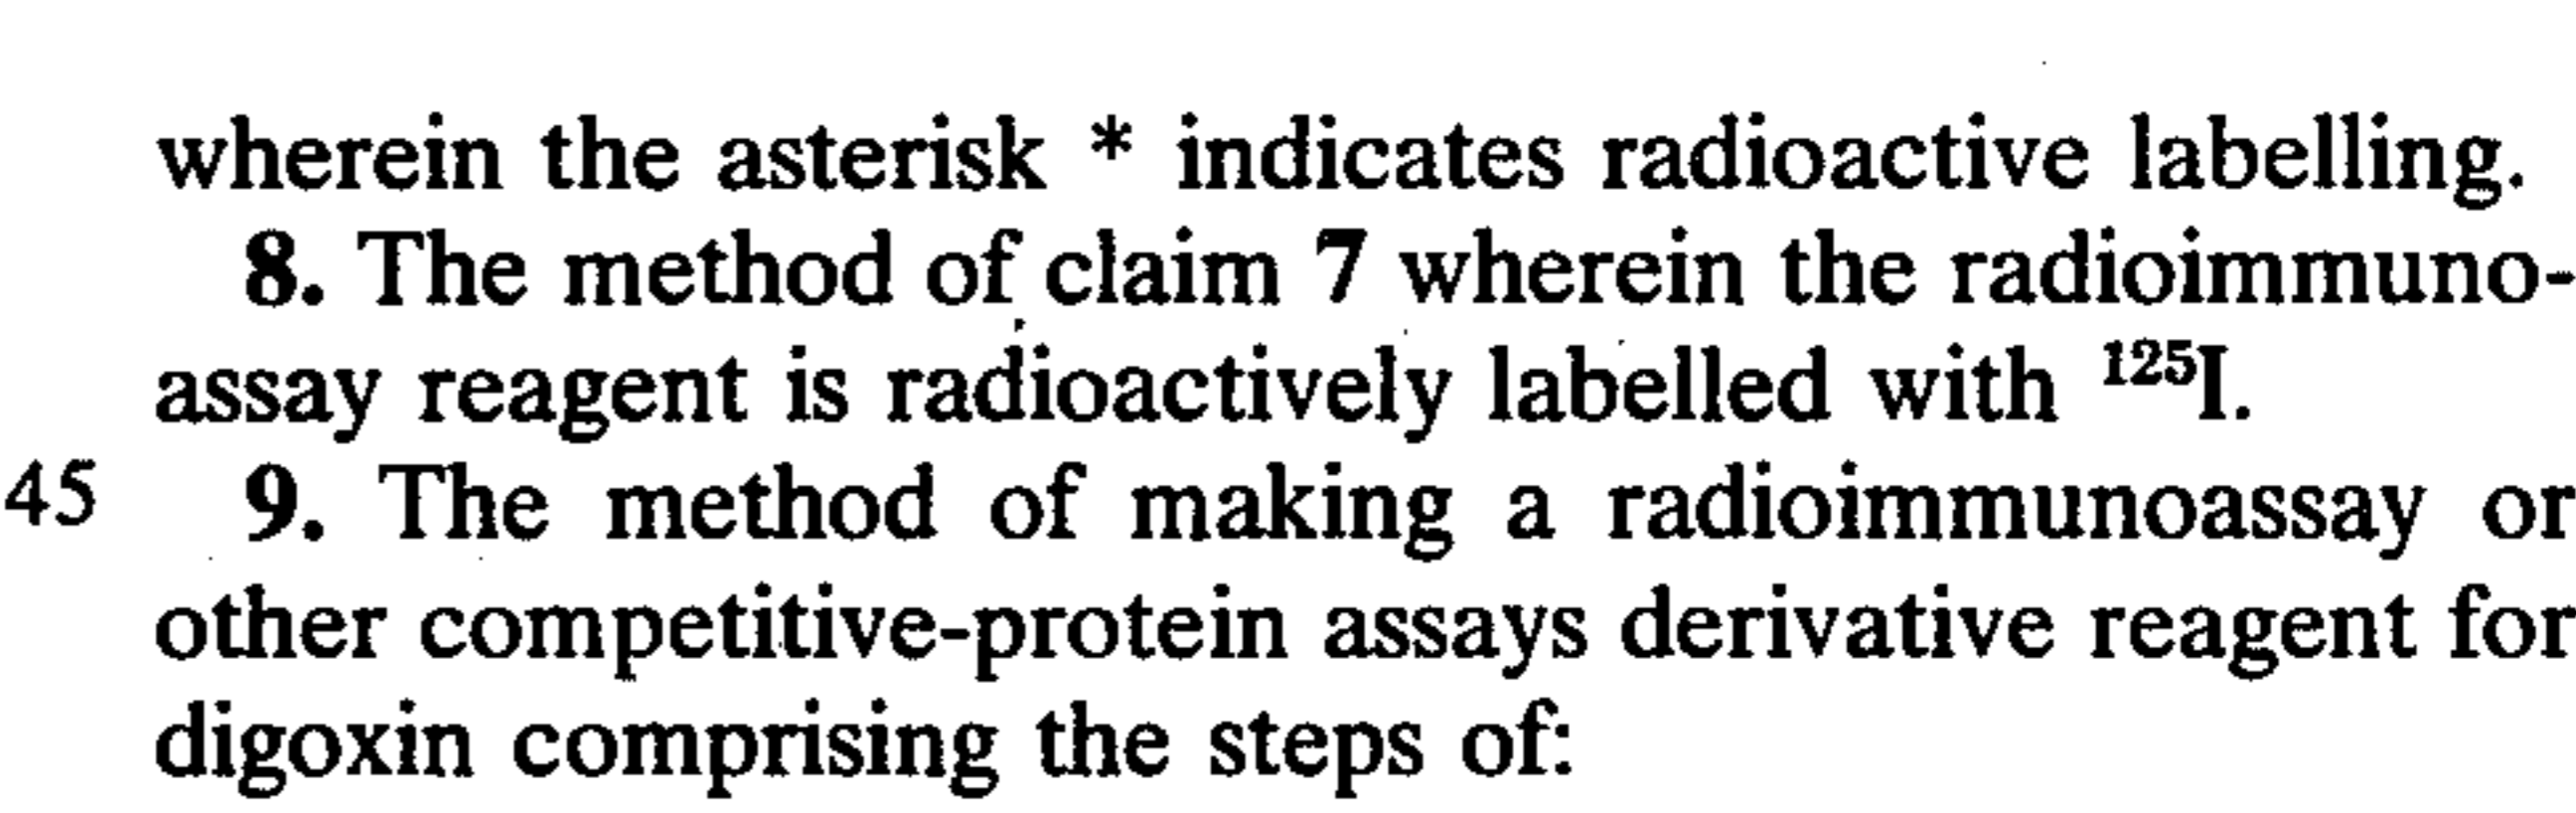 wherein the asterisk * indicates radioactive labelling.
8. The method of claim 7 wherein the radioimmuno-
assay reagent is radioactively labelled with ¹²⁵I.
45 9. The method of making a radioimmunoassay or
other competitive-protein assays derivative reagent for
digoxin comprising the steps of: